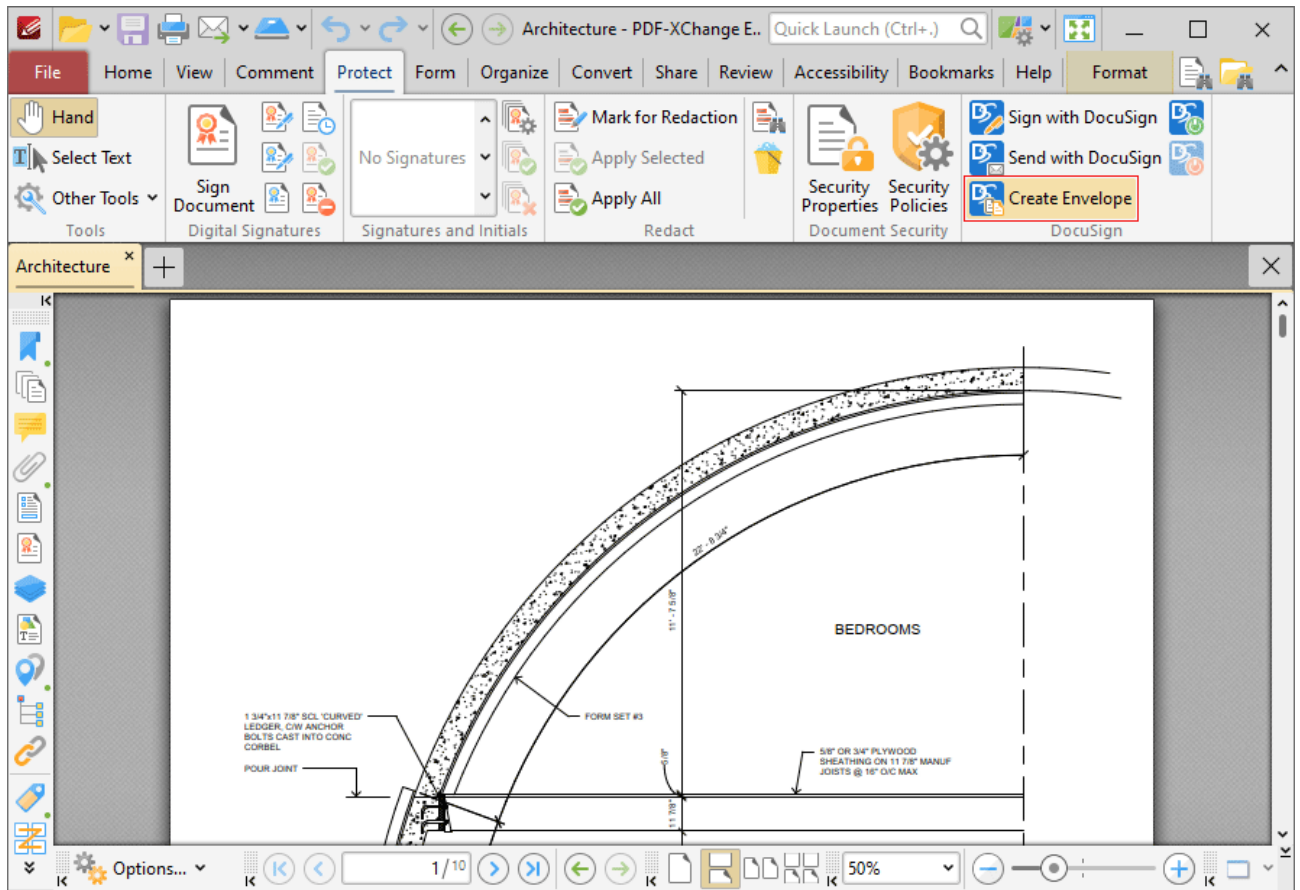 Architecture - PDF-XChange E.. Quick Launch (Ctrl+.)
File Home View Comment Protect Form Organize Convert Share Review Accessibility Bookmarks Help Format
Hand
Select Text
Other Tools
Tools
Sign
Document
Digital Signatures
No Signatures
Signatures and Initials
Mark for Redaction
Apply Selected
Apply All
Redact
Security
Properties
Security
Policies
Document Security
Sign with DocuSign
Send with DocuSign
Create Envelope
DocuSign
Architecture
22' - 8 3/4"
11' - 7 5/8"
BEDROOMS
1 3/4"x11 7/8" SCL 'CURVED'
LEDGER, C/W ANCHOR
BOLTS CAST INTO CONC
CORBEL
FORM SET #3
POUR JOINT
5/8"
5/8" OR 3/4" PLYWOOD
SHEATHING ON 11 7/8" MANUF
JOISTS @ 16" O/C MAX
11 7/8"
Options...
1/10
50%